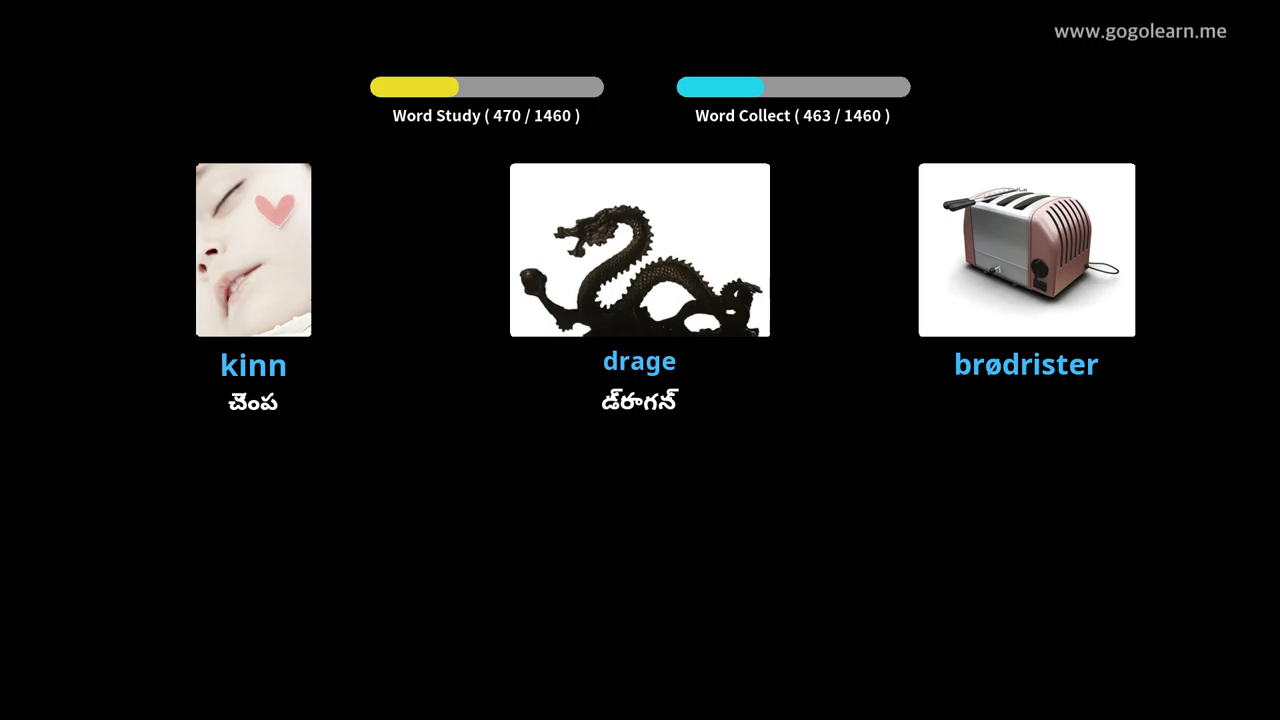 www.gogolearn.me
Word Study ( 470 / 1460 )
Word Collect ( 463 / 1460 )
kinn
drage
brødrister
చెంప
డ్రాగన్